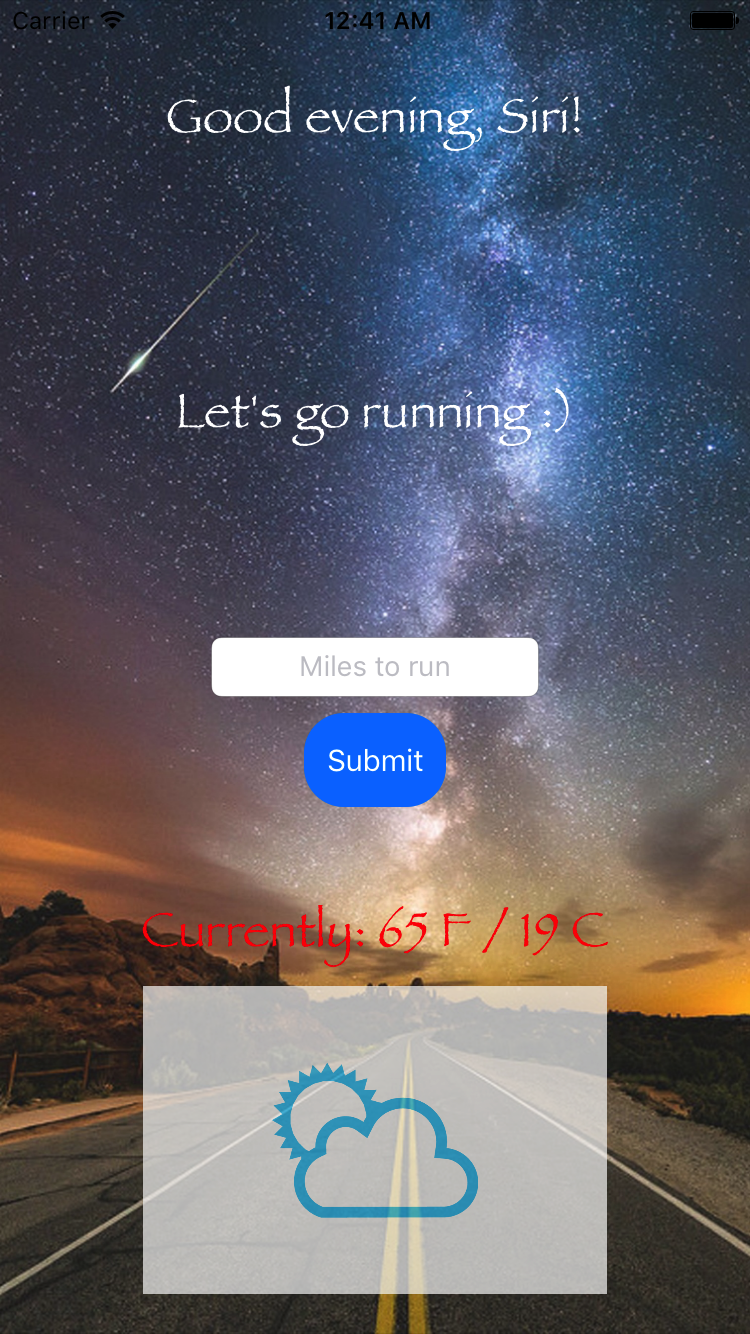 Carrier 12:41 AM
Good evening, Siri!
Let's go running :)
Miles to run
Submit
Currently: 65 F / 19 C